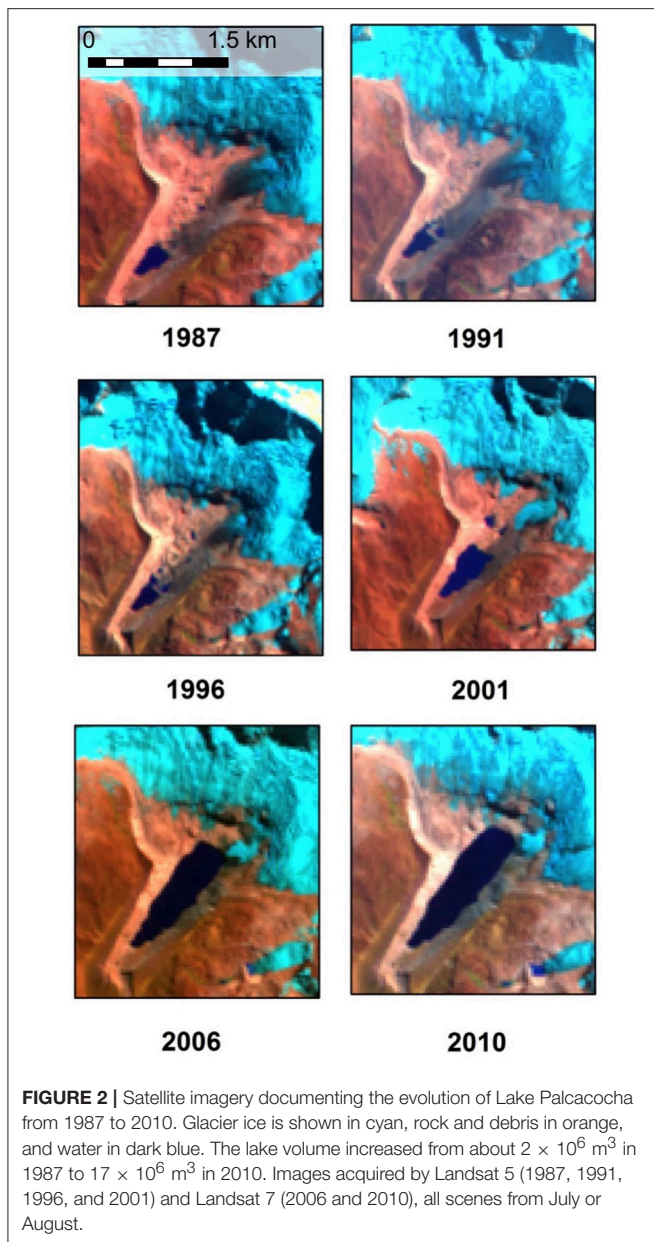 0 1.5 km
1987 1991
1996 2001
2006 2010
FIGURE 2 | Satellite imagery documenting the evolution of Lake Palcacocha
from 1987 to 2010. Glacier ice is shown in cyan, rock and debris in orange,
and water in dark blue. The lake volume increased from about 2 × 10⁶ m³ in
1987 to 17 × 10⁶ m³ in 2010. Images acquired by Landsat 5 (1987, 1991,
1996, and 2001) and Landsat 7 (2006 and 2010), all scenes from July or
August.